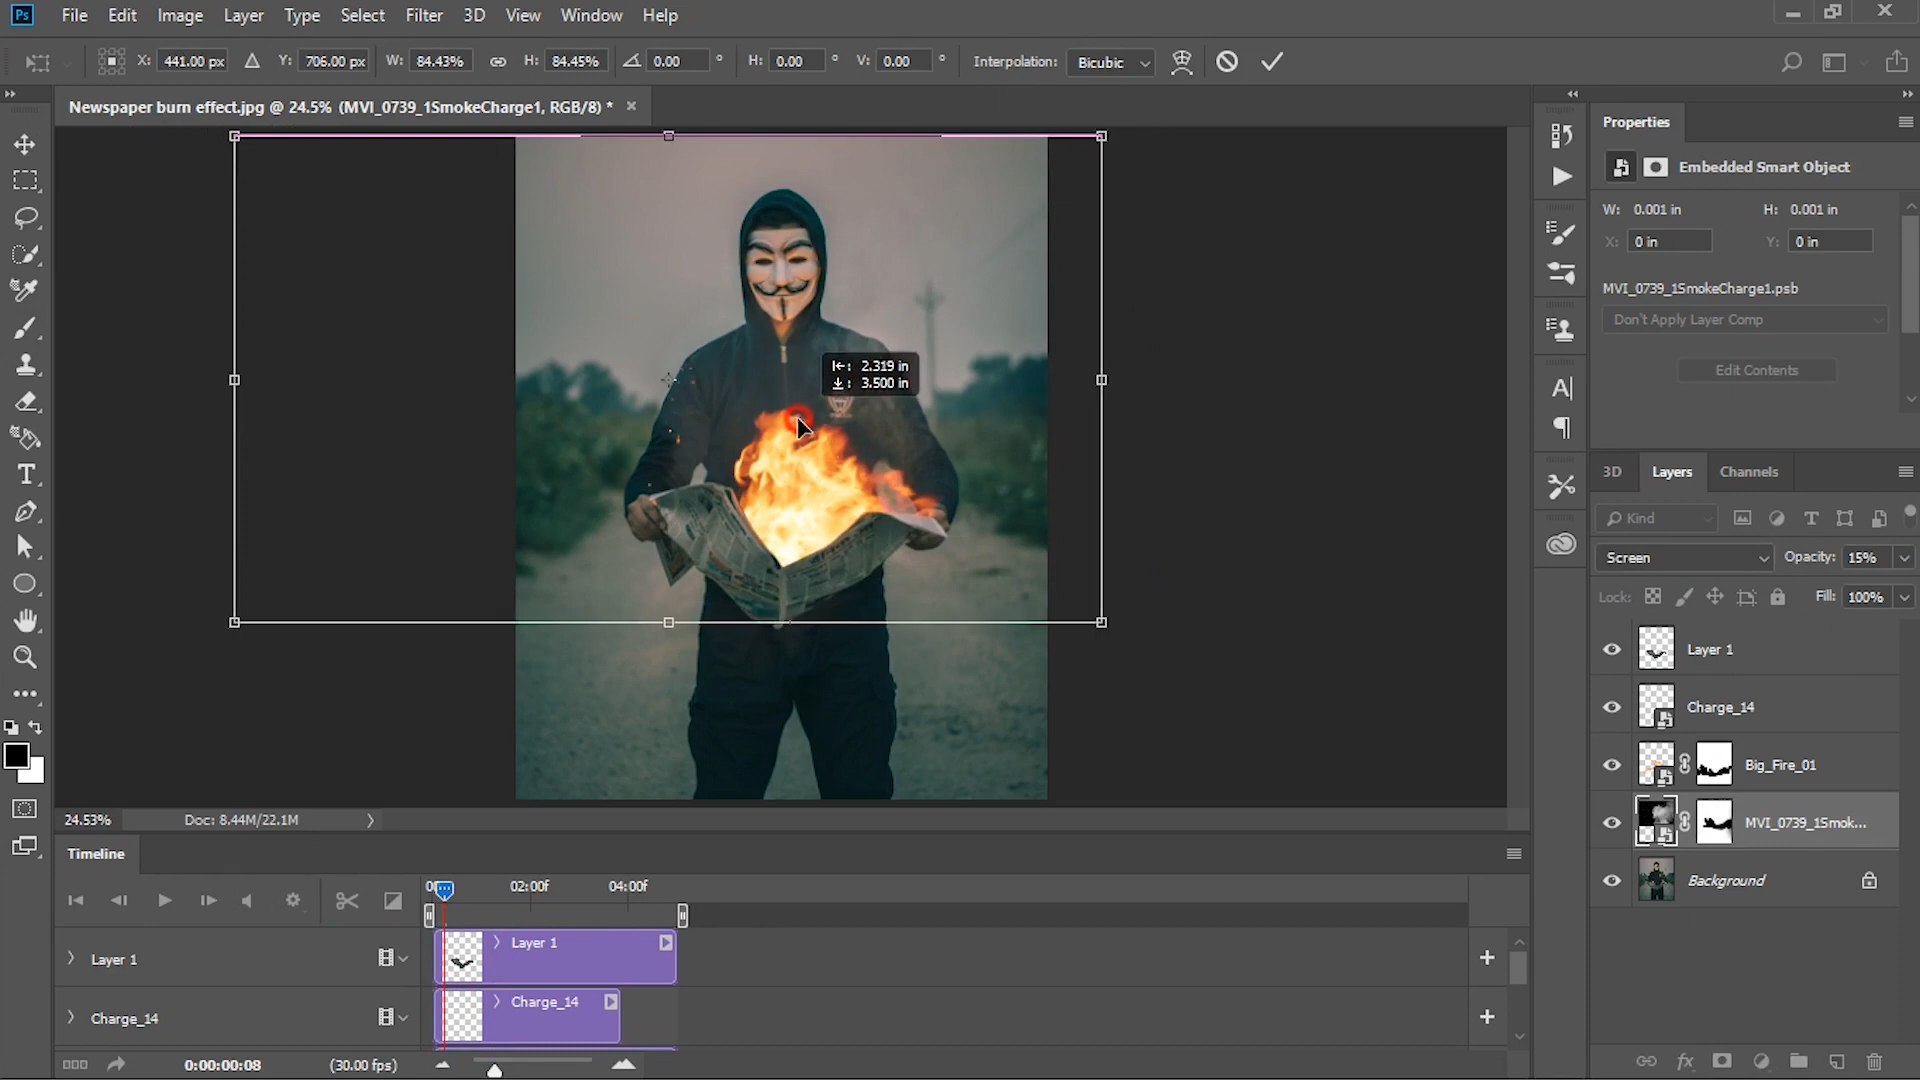 Ps File Edit Image Layer Type Select Filter 3D View Window Help
X: 441.00 px Y: 706.00 px W: 84.43% H: 84.45% 0.00 ° H: 0.00 ° V: 0.00 ° Interpolation: Bicubic
Newspaper burn effect.jpg @ 24.5% (MVI_0739_1SmokeCharge1, RGB/8) * ×
Properties
Embedded Smart Object
W: 0.001 in H: 0.001 in
X: 0 in Y: 0 in
MVI_0739_1SmokeCharge1.psb
Don't Apply Layer Comp
Edit Contents
2.319 in
3.500 in
3D Layers Channels
Kind
Screen Opacity: 15%
Lock: Fill: 100%
Layer 1
Charge_14
Big_Fire_01
MVI_0739_1Smok...
Background
24.53% Doc: 8.44M/22.1M
Timeline
02:00f 04:00f
Layer 1 Layer 1
Charge_14 Charge_14
0:00:00:08 (30.00 fps)